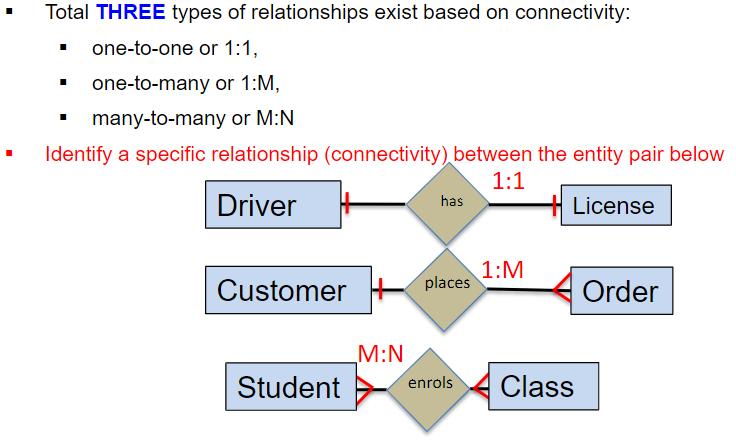 Total THREE types of relationships exist based on connectivity:
one-to-one or 1:1,
one-to-many or 1:M,
many-to-many or M:N
Identify a specific relationship (connectivity) between the entity pair below
1:1
Driver has License
1:M
Customer places Order
M:N
Student enrols Class